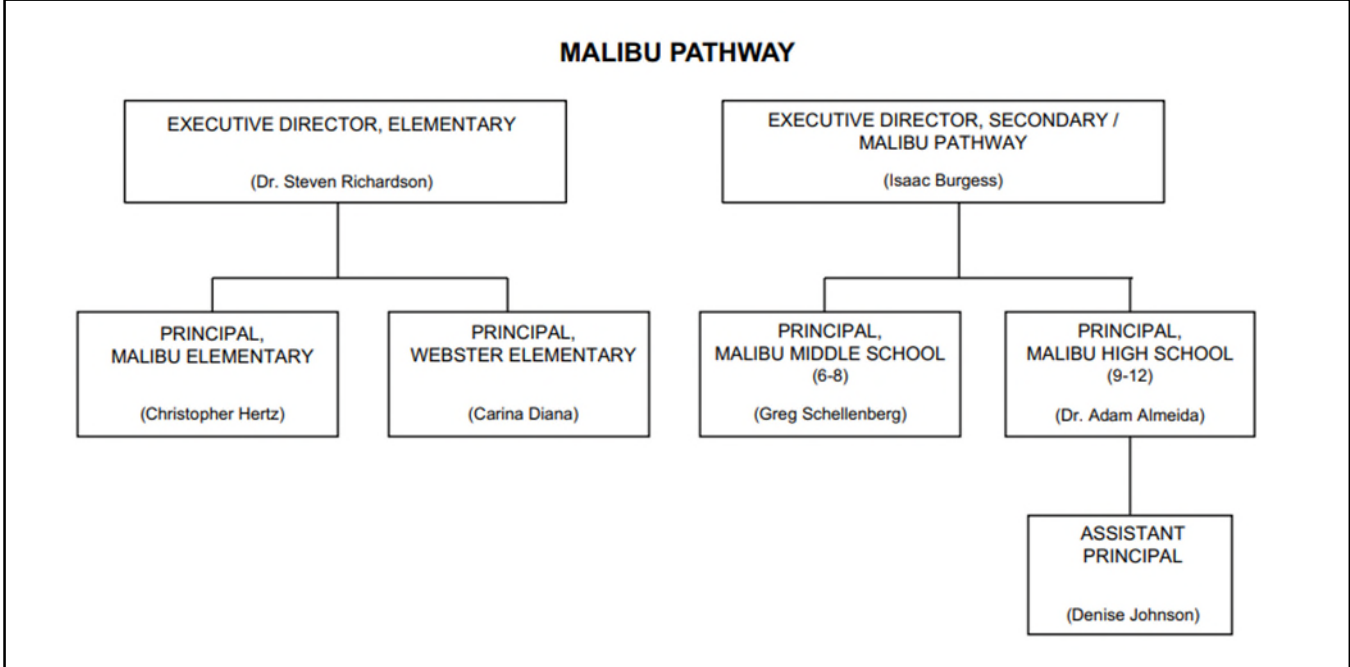 MALIBU PATHWAY
EXECUTIVE DIRECTOR, ELEMENTARY
(Dr. Steven Richardson)
EXECUTIVE DIRECTOR, SECONDARY /
MALIBU PATHWAY
(Isaac Burgess)
PRINCIPAL,
MALIBU ELEMENTARY
(Christopher Hertz)
PRINCIPAL,
WEBSTER ELEMENTARY
(Carina Diana)
PRINCIPAL,
MALIBU MIDDLE SCHOOL
(6-8)
(Greg Schellenberg)
PRINCIPAL,
MALIBU HIGH SCHOOL
(9-12)
(Dr. Adam Almeida)
ASSISTANT
PRINCIPAL
(Denise Johnson)